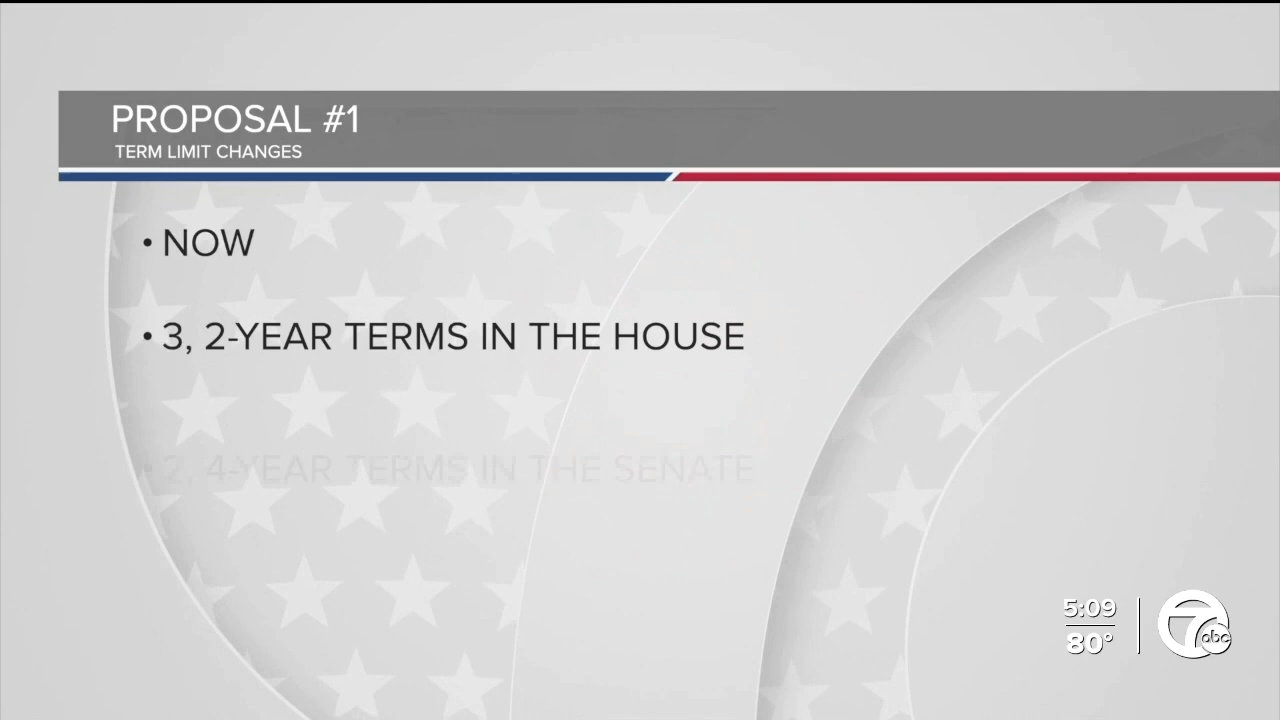 PROPOSAL #1
TERM LIMIT CHANGES
• NOW
• 3, 2-YEAR TERMS IN THE HOUSE
• 2, 4-YEAR TERMS IN THE SENATE
5:09
80°
7 abc